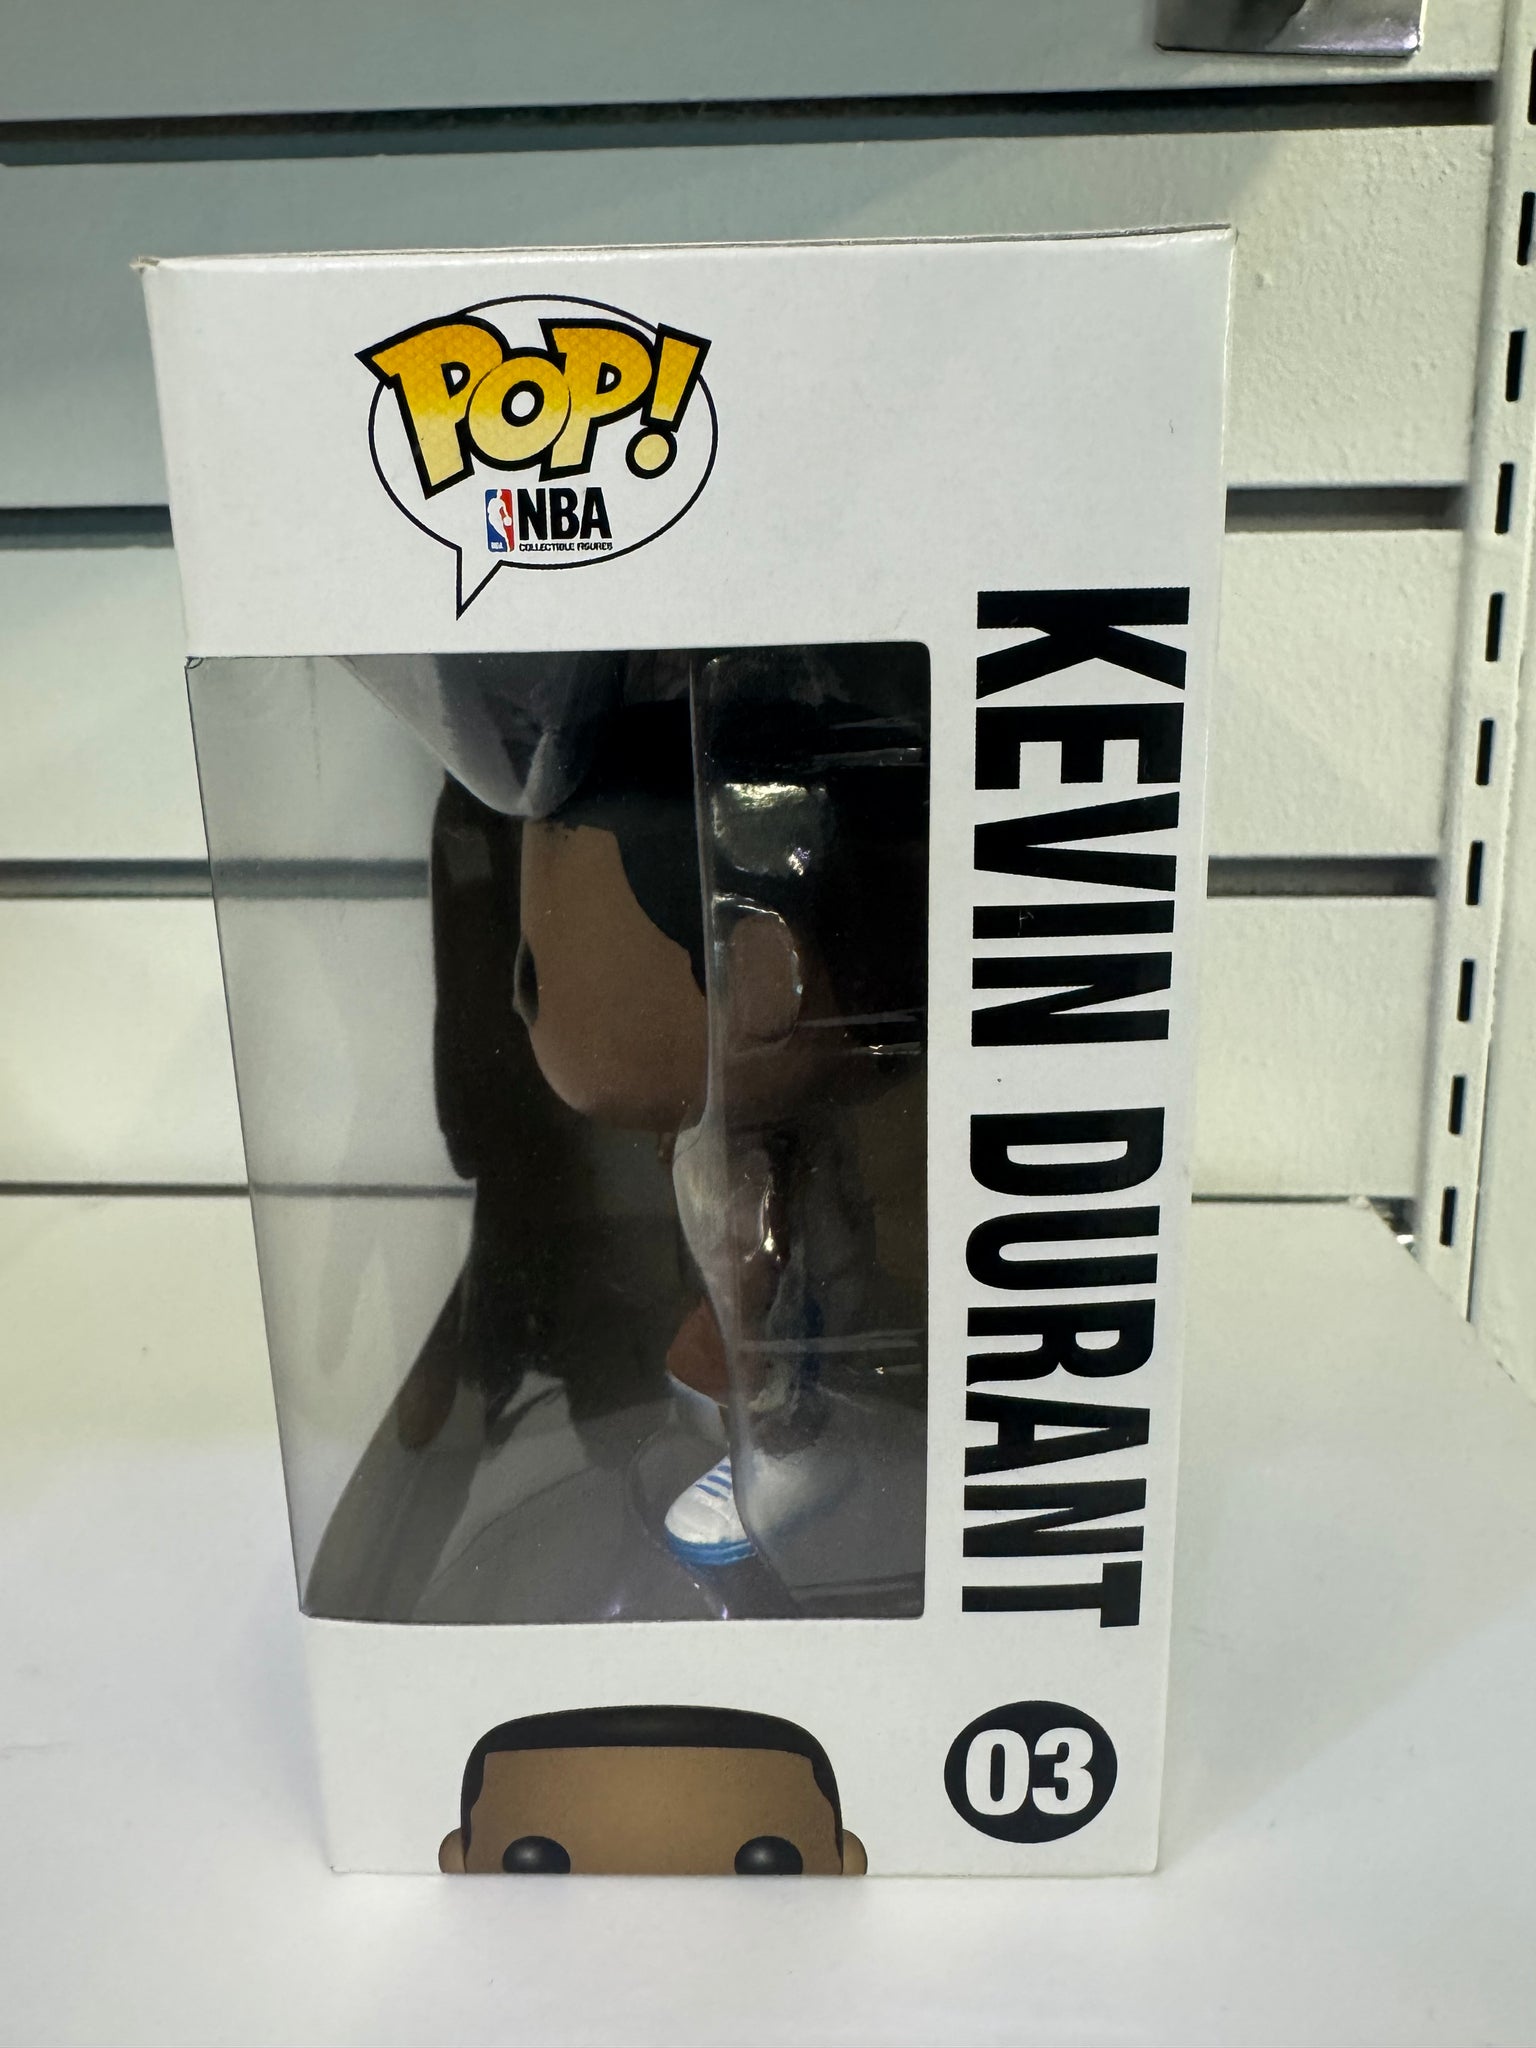 POP!
NBA
COLLECTIBLE FIGURES
KEVIN DURANT
03